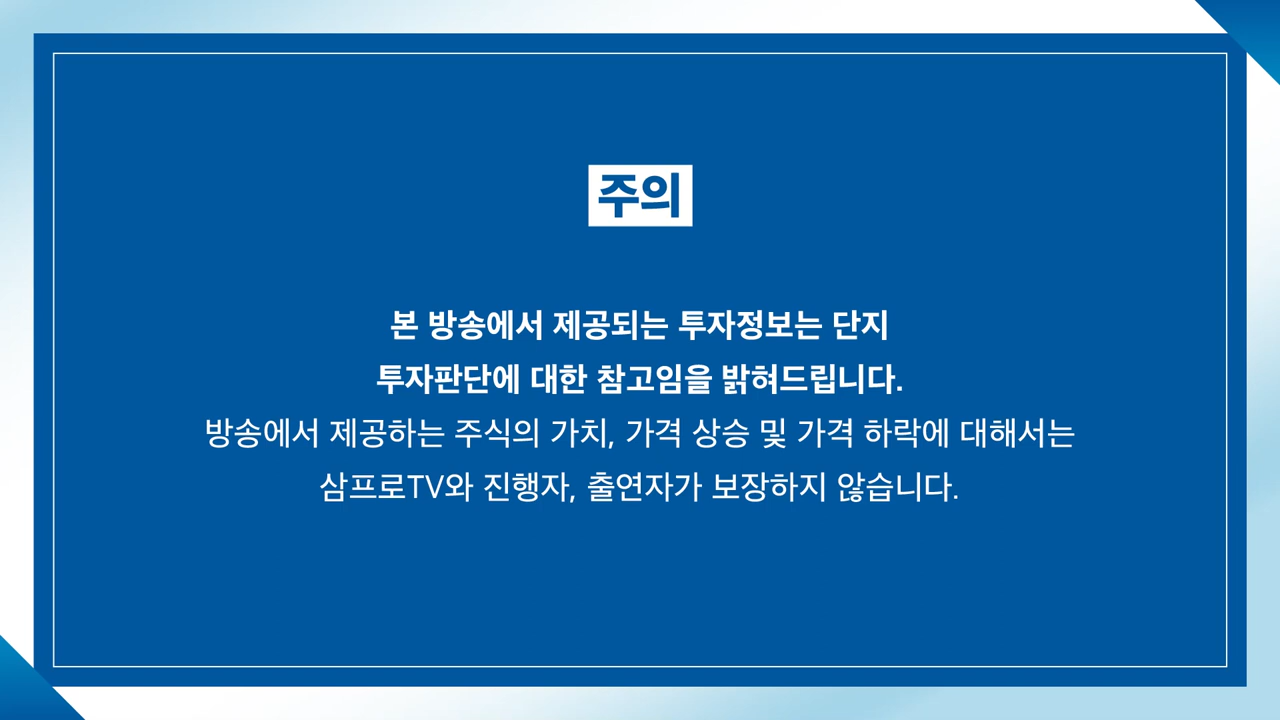 주의
본 방송에서 제공되는 투자정보는 단지
투자판단에 대한 참고임을 밝혀드립니다.
방송에서 제공하는 주식의 가치, 가격 상승 및 가격 하락에 대해서는
삼프로TV와 진행자, 출연자가 보장하지 않습니다.